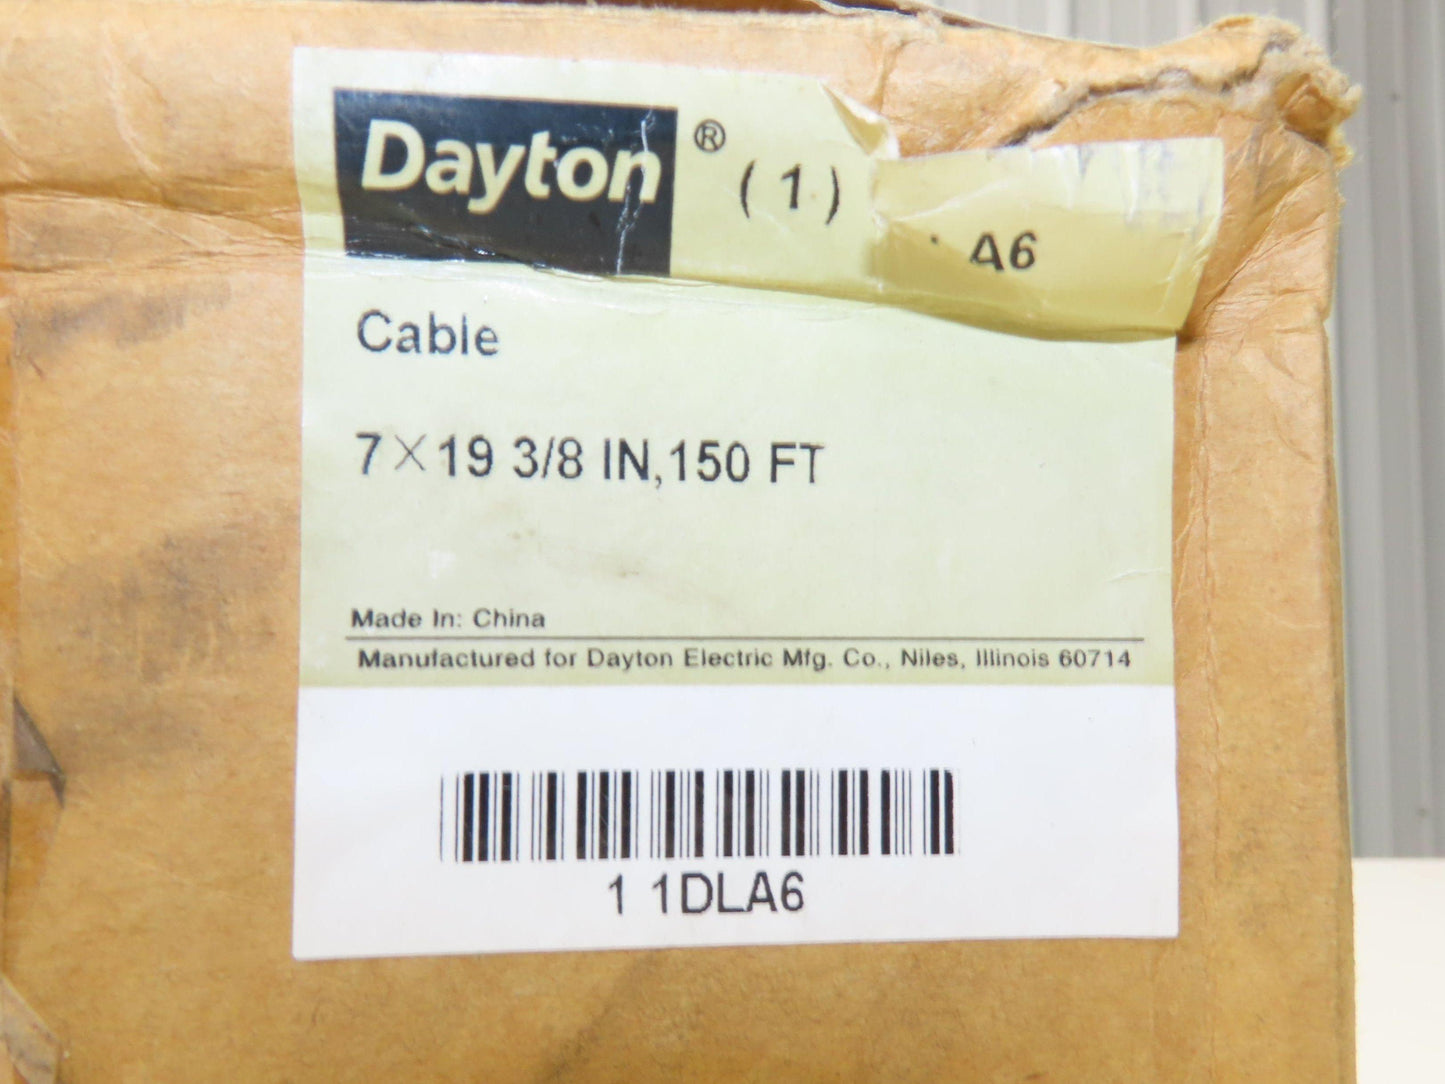 Dayton® (1) A6
Cable
7×19 3/8 IN,150 FT
Made In: China
Manufactured for Dayton Electric Mfg. Co., Niles, Illinois 60714
1 1DLA6